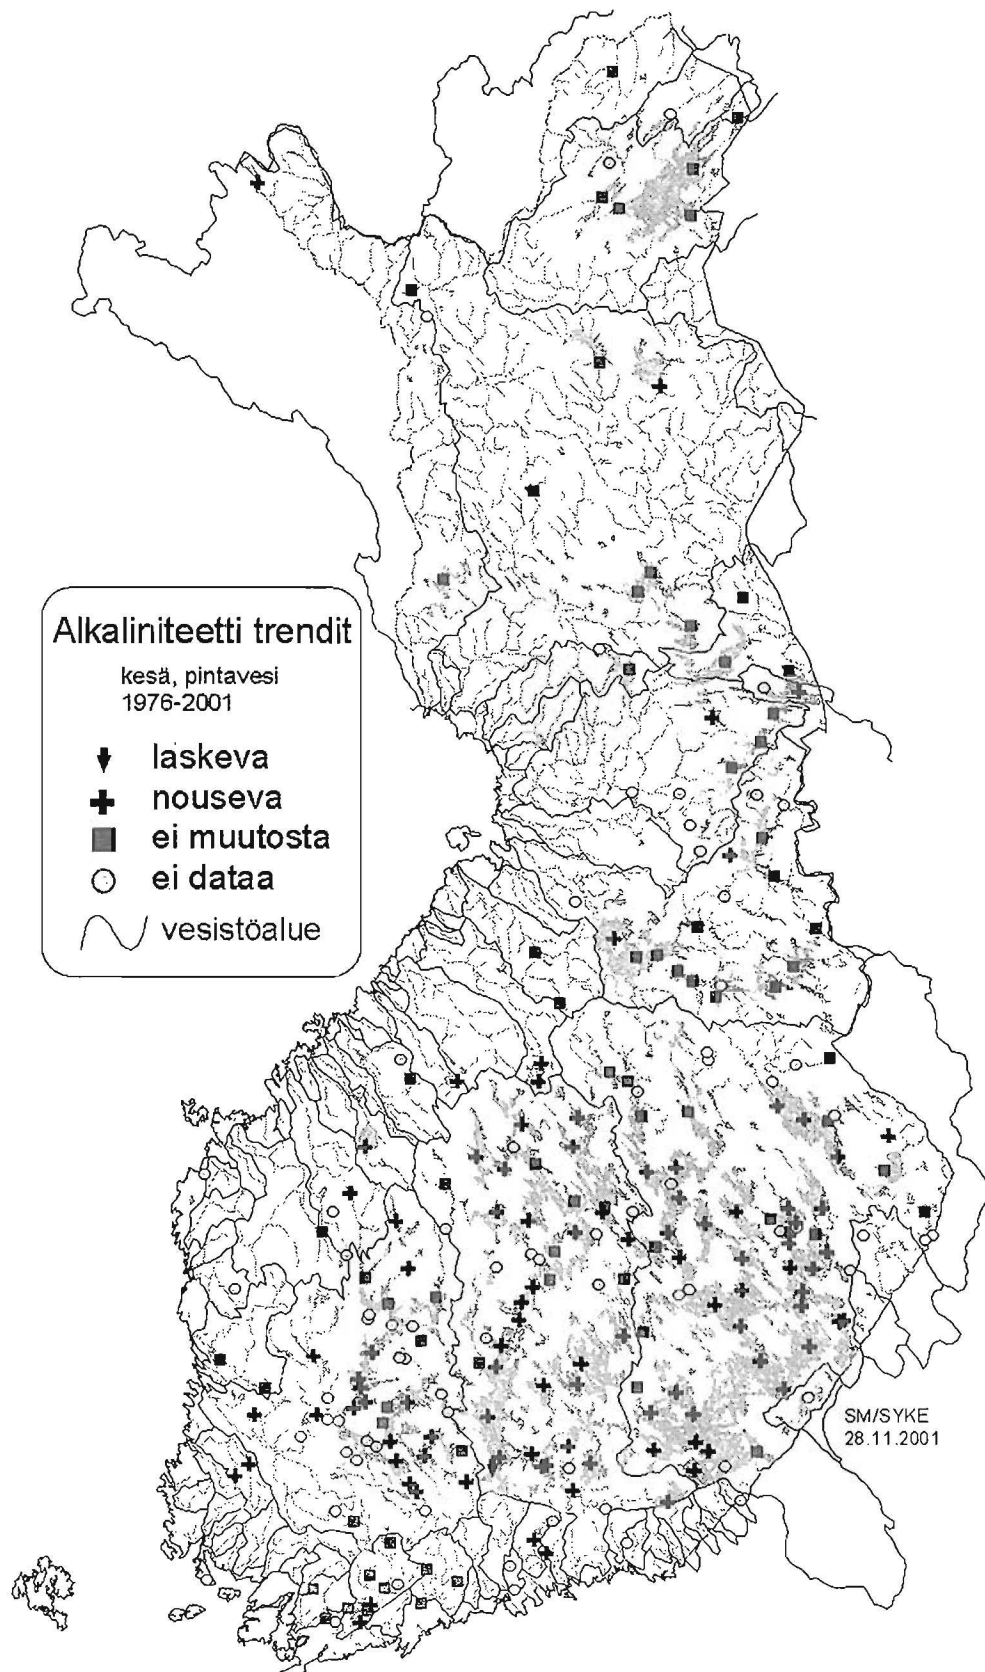 Alkaliniteetti trendit
kesä, pintavesi
1976-2001
laskeva
nouseva
ei muutosta
ei dataa
vesistöalue
SM/SYKE
28.11.2001